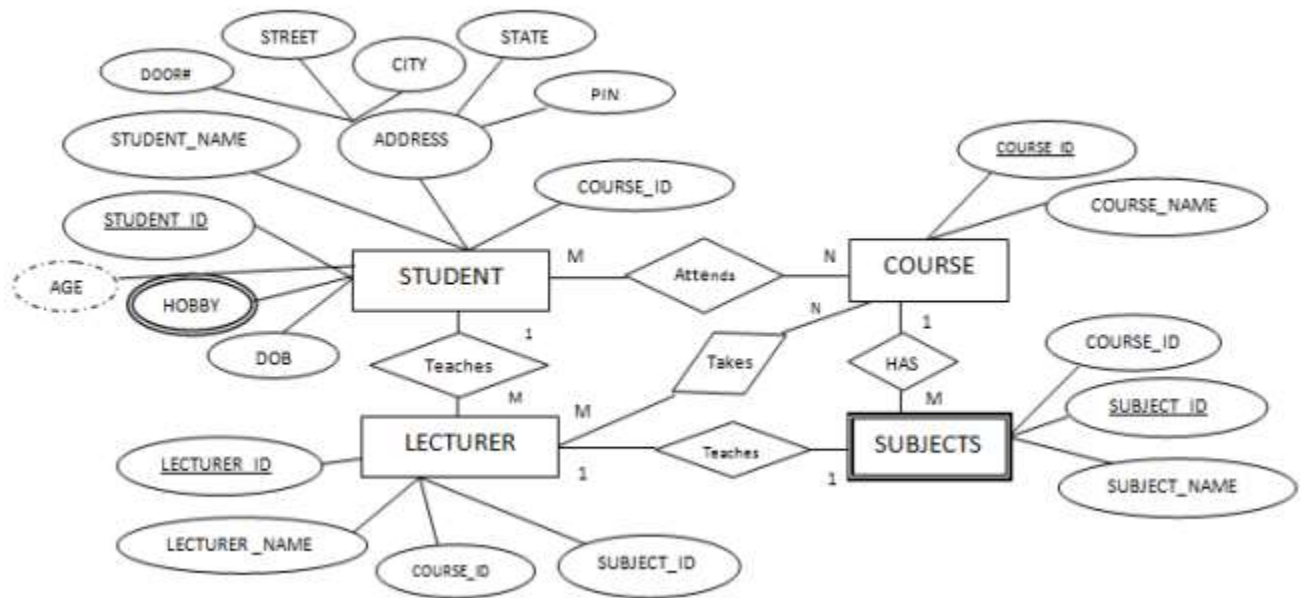 STREET
STATE
DOOR#
CITY
PIN
STUDENT_NAME
ADDRESS
COURSE_ID
COURSE_ID
COURSE_NAME
STUDENT_ID
AGE
HOBBY
STUDENT
M
Attends
N
COURSE
DOB
1
N
1
Teaches
Takes
HAS
COURSE_ID
M
M
M
SUBJECT_ID
LECTURER
SUBJECTS
Teaches
LECTURER_ID
1
1
SUBJECT_NAME
LECTURER _NAME
COURSE_ID
SUBJECT_ID